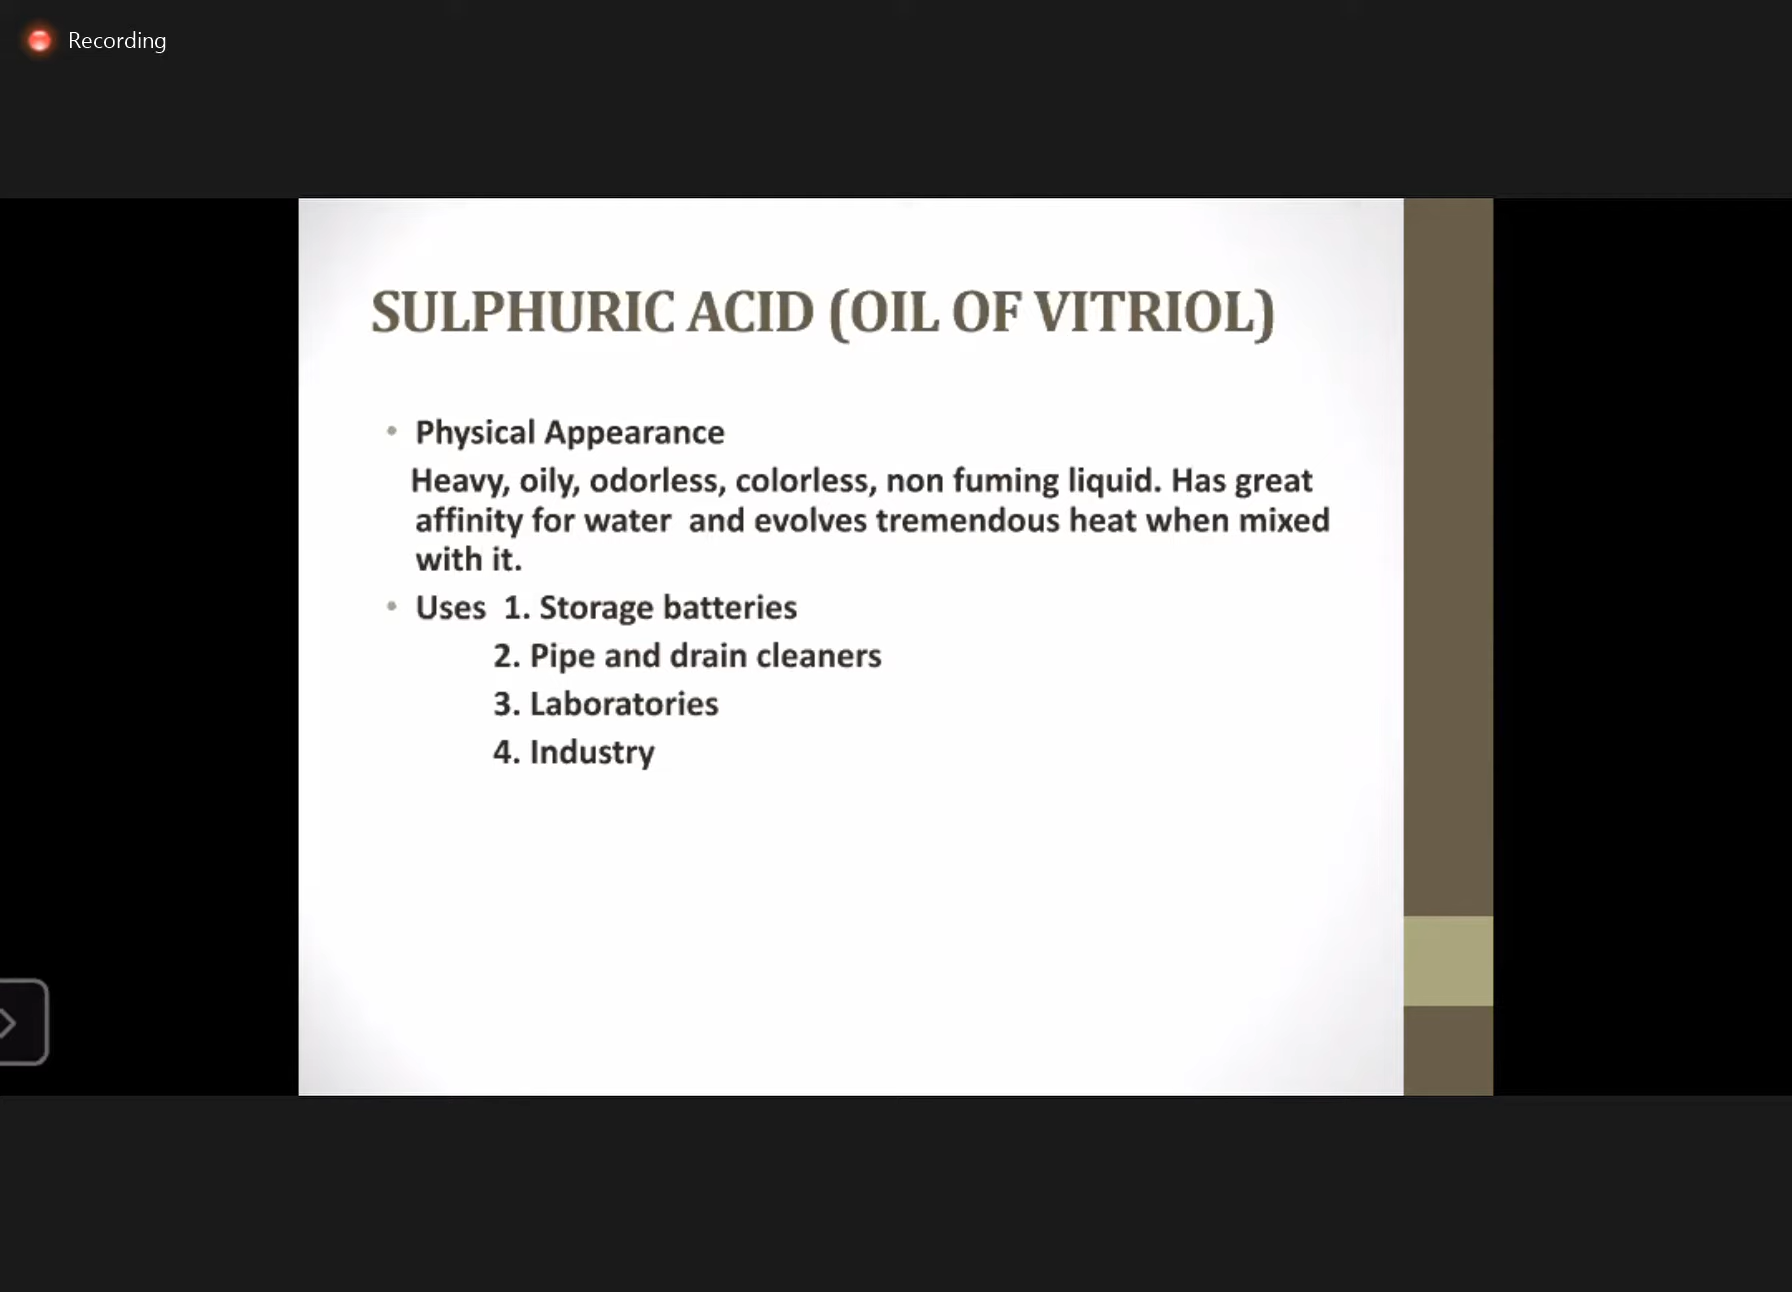 Recording
SULPHURIC ACID (OIL OF VITRIOL)
• Physical Appearance
Heavy, oily, odorless, colorless, non fuming liquid. Has great
affinity for water  and evolves tremendous heat when mixed
with it.
• Uses  1. Storage batteries
2. Pipe and drain cleaners
3. Laboratories
4. Industry